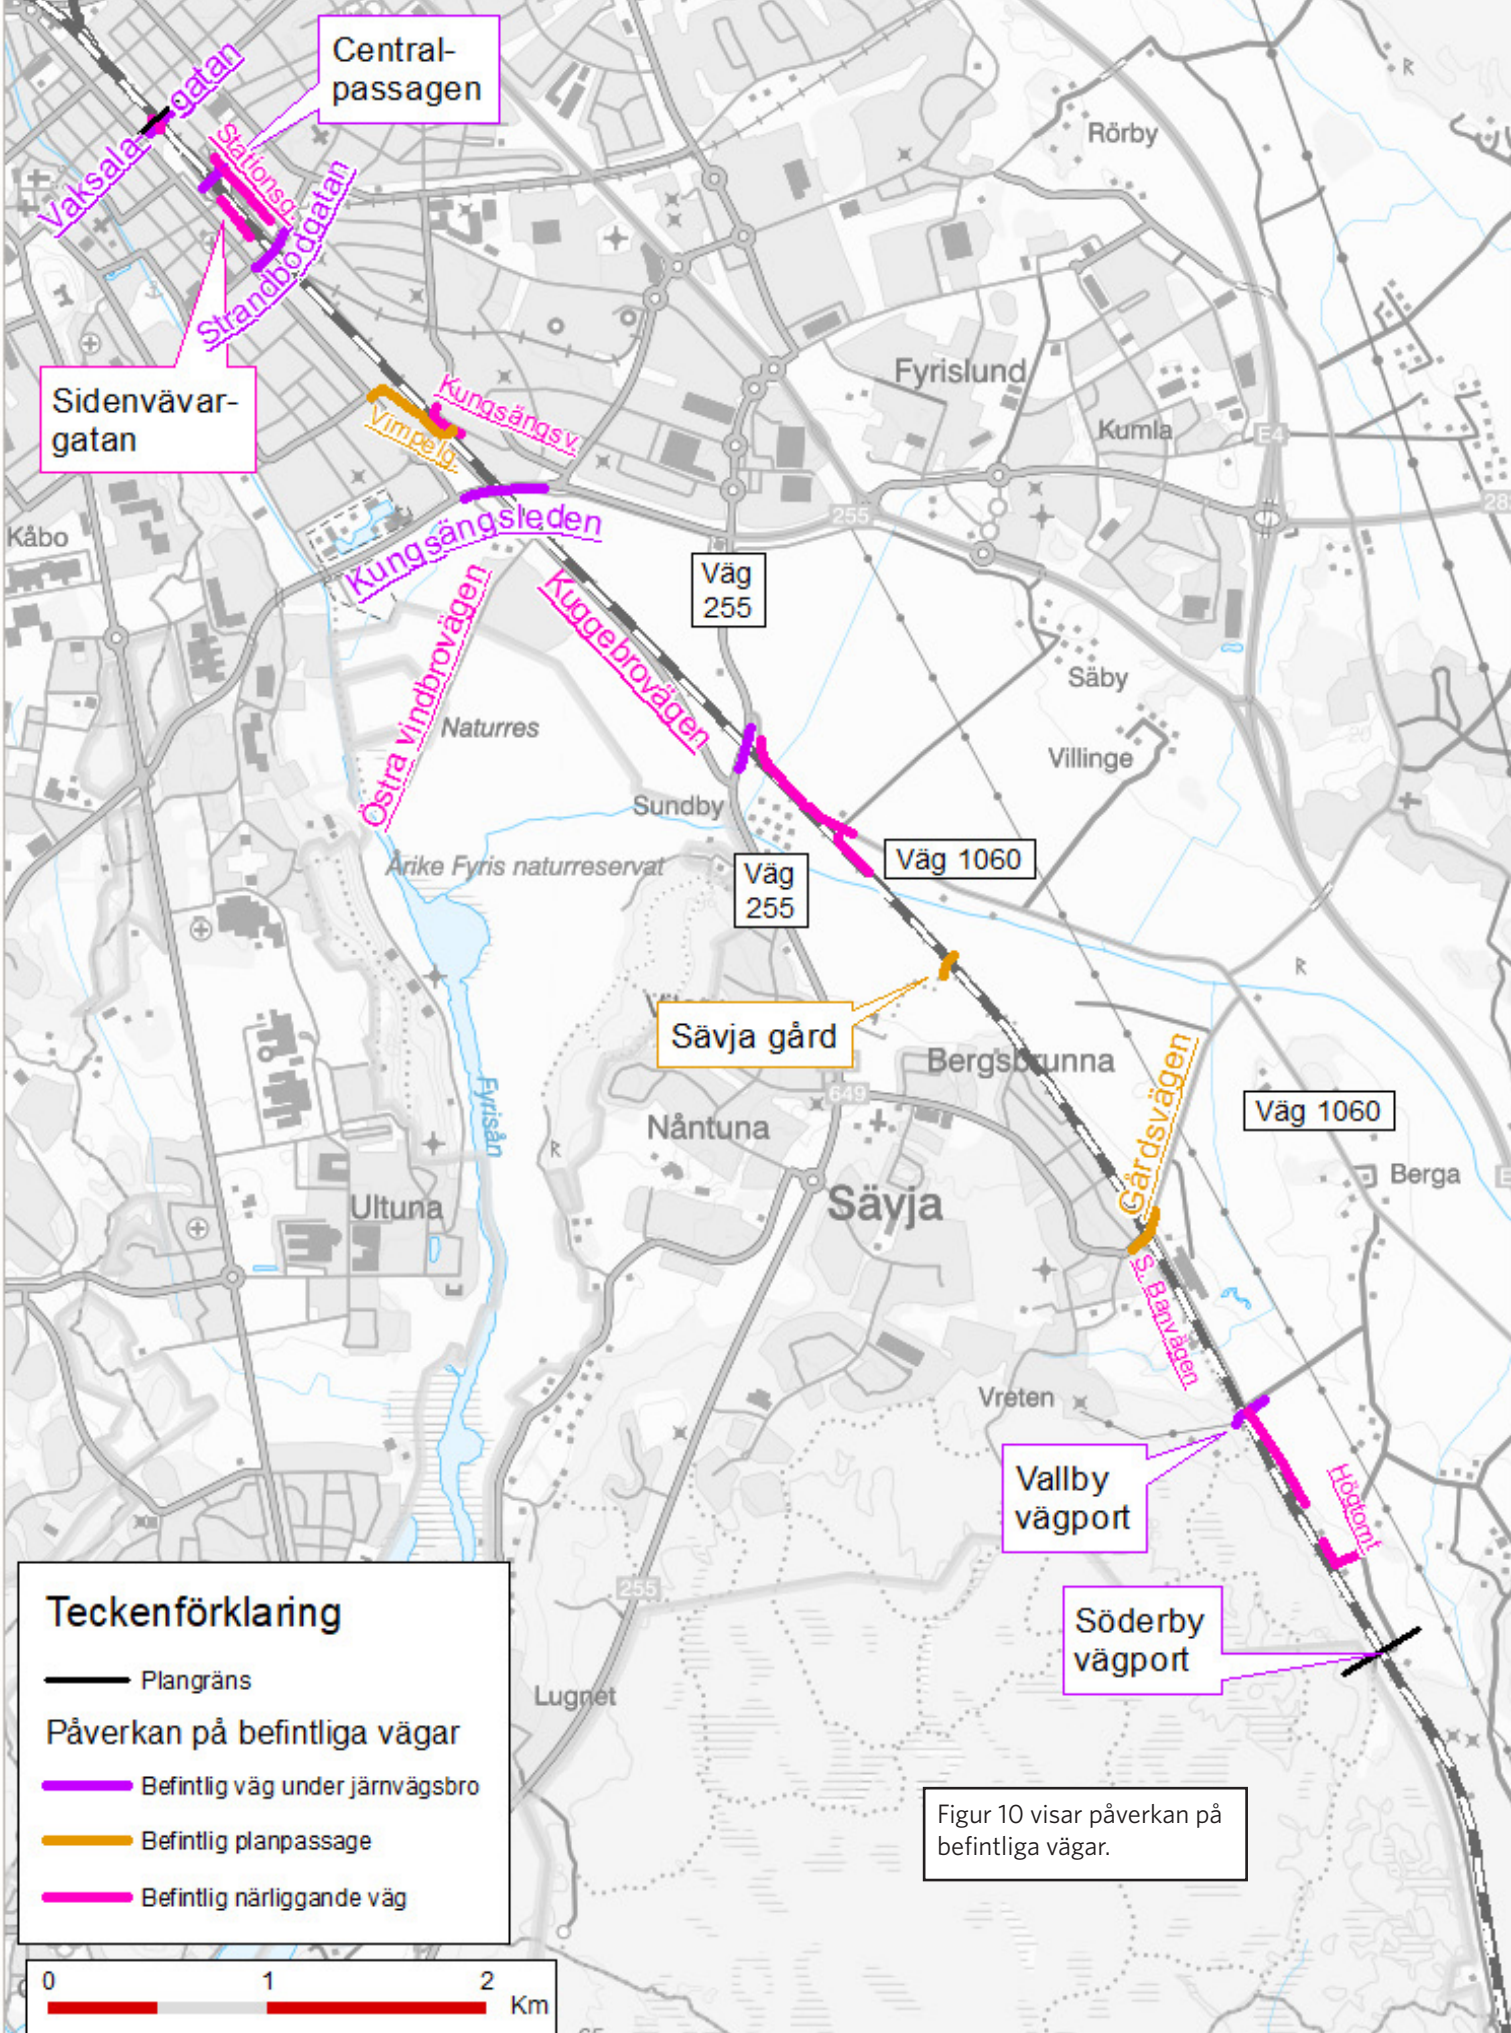 Central-
passagen
Vaksala-gatan
Stationsg.
Strandbodgatan
Rörby
Sidenvävar-
gatan
Fyrislund
Kungsängsv.
Vimpelg.
Kumla
E4
Kåbo
255
282
Kungsängsleden
Väg
255
Kuggebrovägen
Östra vindbrovägen
Säby
Naturres
Villinge
Sundby
Årike Fyris naturreservat
Väg 1060
Väg
255
R
R
Sävja gård
Bergsbrunna
Gårdsvägen
649
Väg 1060
Fyrisån
Nåntuna
R
Berga
Ultuna
Sävja
S. Banvägen
Vreten
Vallby
vägport
Högtomt
255
Söderby
vägport
Lugnet
Teckenförklaring
Plangräns
Påverkan på befintliga vägar
Befintlig väg under järnvägsbro
Befintlig planpassage
Befintlig närliggande väg
Figur 10 visar påverkan på
befintliga vägar.
0 1 2
Km